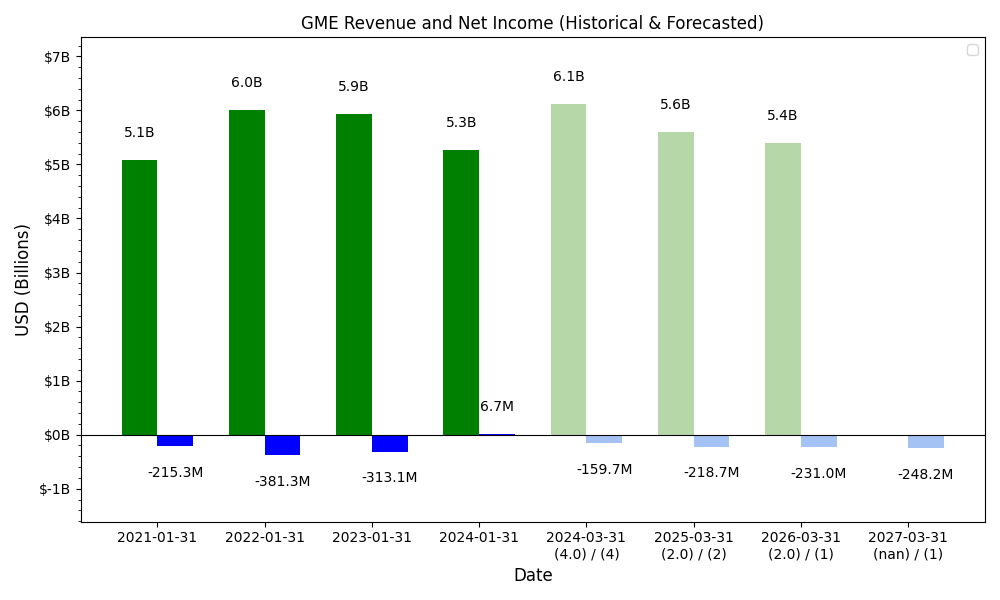 GME Revenue and Net Income (Historical & Forecasted)
$7B
$6B
$5B
$4B
$3B
$2B
$1B
$0B
$-1B
USD (Billions)
5.1B
6.0B
5.9B
5.3B
6.1B
5.6B
5.4B
-215.3M
-381.3M
-313.1M
6.7M
-159.7M
-218.7M
-231.0M
-248.2M
2021-01-31
2022-01-31
2023-01-31
2024-01-31
2024-03-31
(4.0) / (4)
2025-03-31
(2.0) / (2)
2026-03-31
(2.0) / (1)
2027-03-31
(nan) / (1)
Date